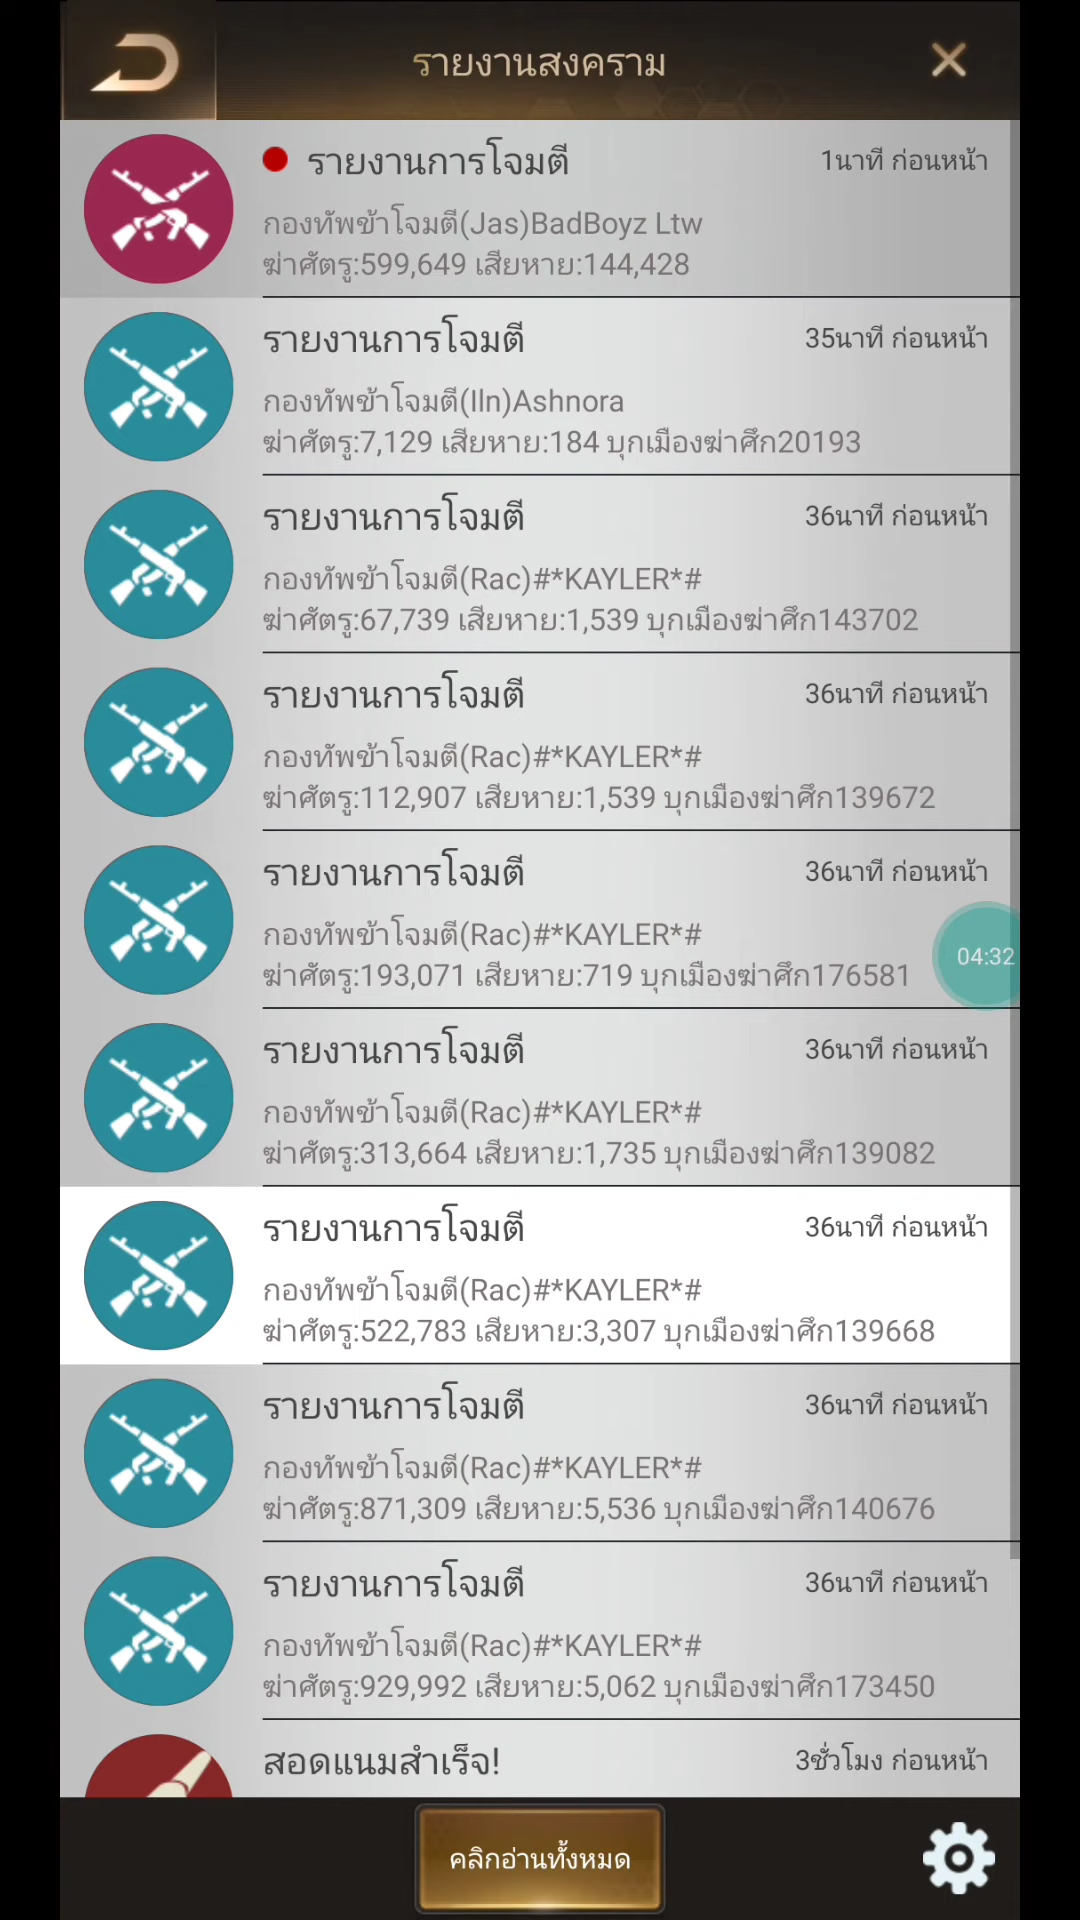 รายงานสงคราม
รายงานการโจมตี
1นาที ก่อนหน้า
กองทัพข้าโจมตี(Jas)BadBoyz Ltw
ฆ่าศัตรู:599,649 เสียหาย:144,428
รายงานการโจมตี
35นาที ก่อนหน้า
กองทัพข้าโจมตี(Iln)Ashnora
ฆ่าศัตรู:7,129 เสียหาย:184 บุกเมืองฆ่าศึก20193
รายงานการโจมตี
36นาที ก่อนหน้า
กองทัพข้าโจมตี(Rac)#*KAYLER*#
ฆ่าศัตรู:67,739 เสียหาย:1,539 บุกเมืองฆ่าศึก143702
รายงานการโจมตี
36นาที ก่อนหน้า
กองทัพข้าโจมตี(Rac)#*KAYLER*#
ฆ่าศัตรู:112,907 เสียหาย:1,539 บุกเมืองฆ่าศึก139672
รายงานการโจมตี
36นาที ก่อนหน้า
กองทัพข้าโจมตี(Rac)#*KAYLER*#
04:32
ฆ่าศัตรู:193,071 เสียหาย:719 บุกเมืองฆ่าศึก176581
รายงานการโจมตี
36นาที ก่อนหน้า
กองทัพข้าโจมตี(Rac)#*KAYLER*#
ฆ่าศัตรู:313,664 เสียหาย:1,735 บุกเมืองฆ่าศึก139082
รายงานการโจมตี
36นาที ก่อนหน้า
กองทัพข้าโจมตี(Rac)#*KAYLER*#
ฆ่าศัตรู:522,783 เสียหาย:3,307 บุกเมืองฆ่าศึก139668
รายงานการโจมตี
36นาที ก่อนหน้า
กองทัพข้าโจมตี(Rac)#*KAYLER*#
ฆ่าศัตรู:871,309 เสียหาย:5,536 บุกเมืองฆ่าศึก140676
รายงานการโจมตี
36นาที ก่อนหน้า
กองทัพข้าโจมตี(Rac)#*KAYLER*#
ฆ่าศัตรู:929,992 เสียหาย:5,062 บุกเมืองฆ่าศึก173450
สอดแนมสำเร็จ!
3ชั่วโมง ก่อนหน้า
คลิกอ่านทั้งหมด